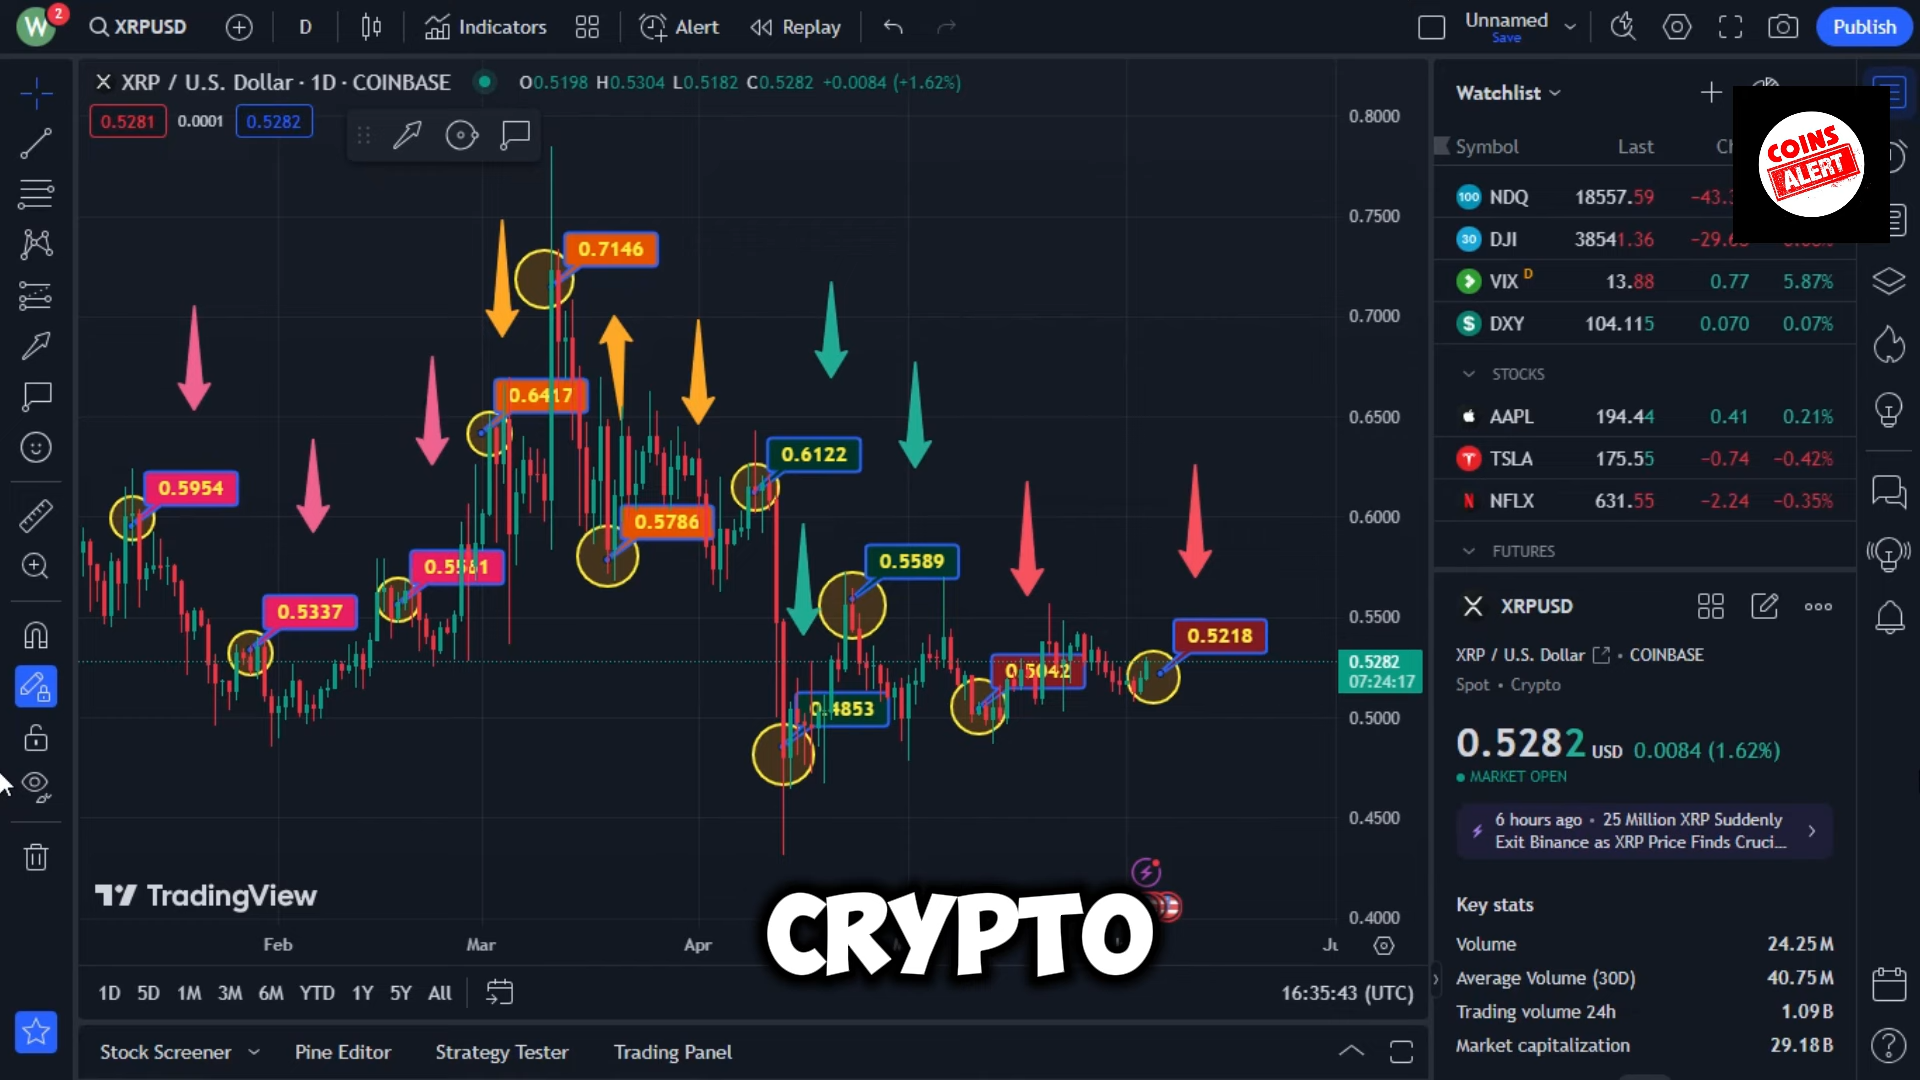 W
2
XRPUSD
D
Indicators
Alert
Replay
Unnamed
Save
Publish
XRP / U.S. Dollar · 1D · COINBASE
O0.5198 H0.5304 L0.5182 C0.5282 +0.0084 (+1.62%)
0.5281
0.0001
0.5282
0.8000
0.7500
0.7000
0.6500
0.6000
0.5500
0.5282
07:24:17
0.5000
0.4500
0.4000
0.5954
0.5337
0.5561
0.6417
0.7146
0.5786
0.6122
0.4853
0.5589
0.5042
0.5218
TradingView
CRYPTO
Feb
Mar
Apr
1D
5D
1M
3M
6M
YTD
1Y
5Y
All
16:35:43 (UTC)
Stock Screener
Pine Editor
Strategy Tester
Trading Panel
Watchlist
COINS
ALERT
Symbol
Last
100 NDQ 18557.59
30 DJI 38541.36
VIX D 13.88 0.77 5.87%
$ DXY 104.115 0.070 0.07%
STOCKS
AAPL 194.44 0.41 0.21%
TSLA 175.55 −0.74 −0.42%
N NFLX 631.55 −2.24 −0.35%
FUTURES
XRPUSD
XRP / U.S. Dollar • COINBASE
Spot • Crypto
0.5282 USD 0.0084 (1.62%)
MARKET OPEN
6 hours ago • 25 Million XRP Suddenly
Exit Binance as XRP Price Finds Cruci...
Key stats
Volume 24.25M
Average Volume (30D) 40.75M
Trading volume 24h 1.09B
Market capitalization 29.18B